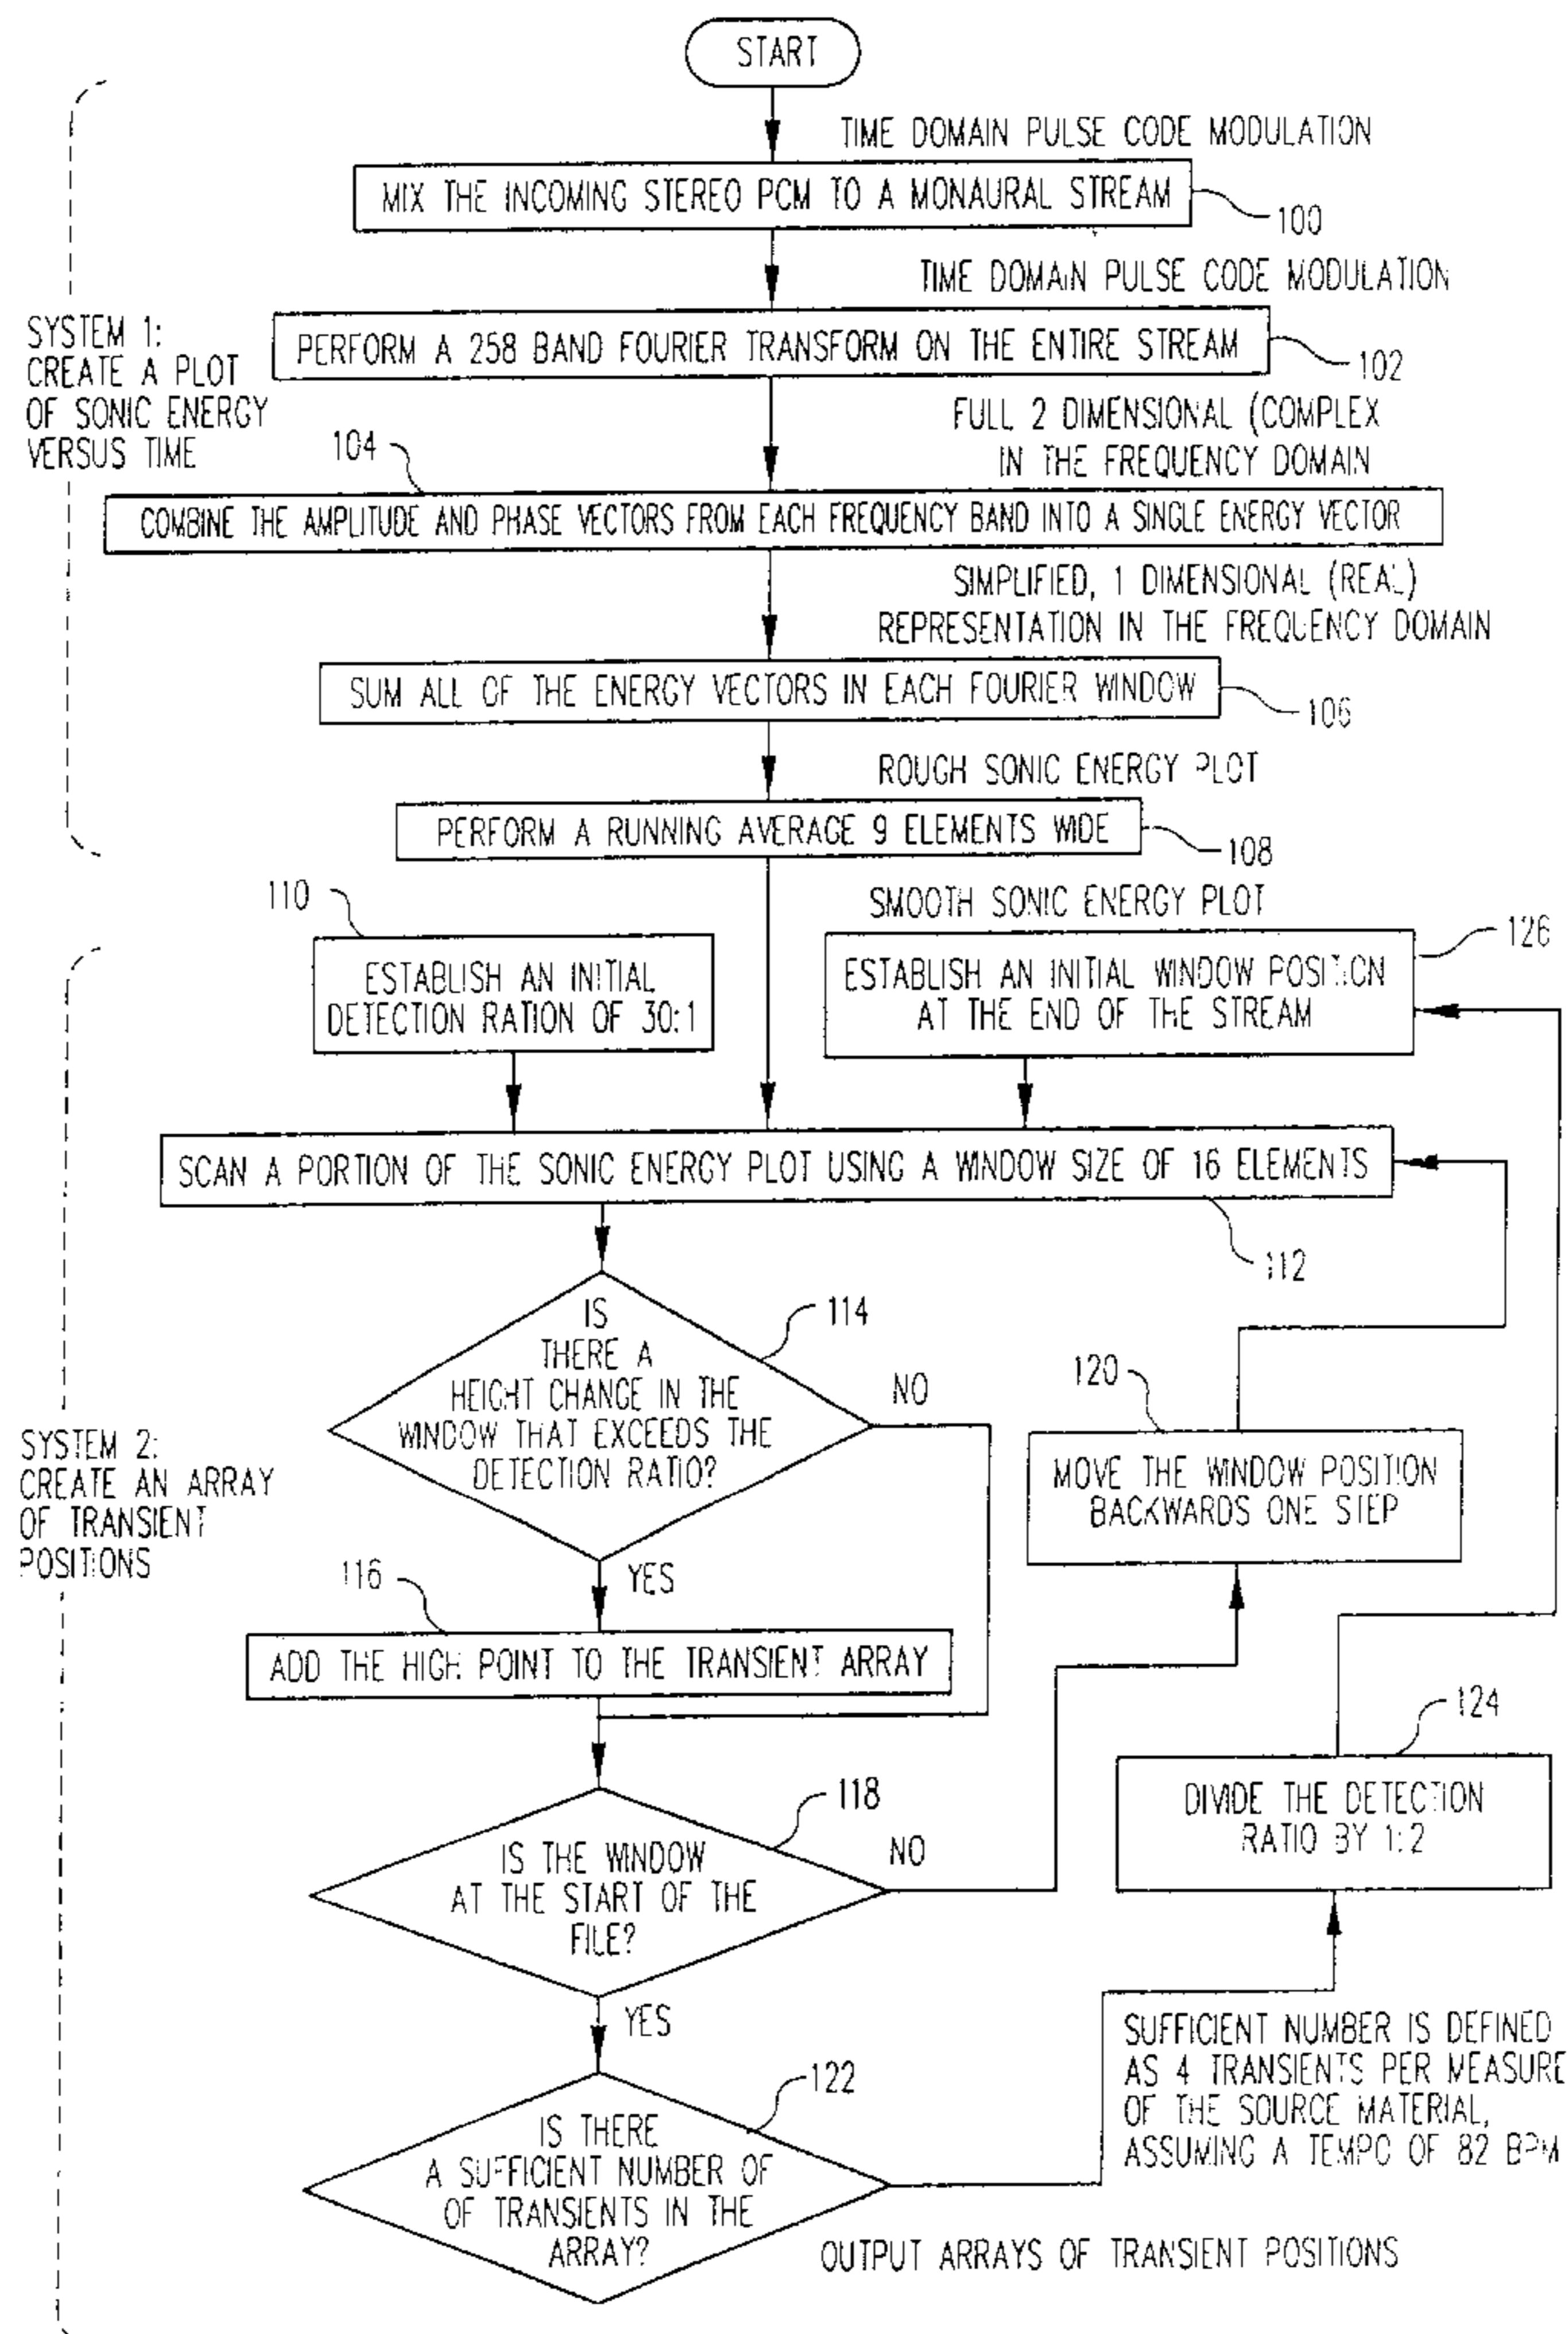 START
TIME DOMAIN PULSE CODE MODULATION
MIX THE INCOMING STEREO PCM TO A MONAURAL STREAM
100
TIME DOMAIN PULSE CODE MODULATION
SYSTEM 1:
CREATE A PLOT
OF SONIC ENERGY
VERSUS TIME
PERFORM A 258 BAND FOURIER TRANSFORM ON THE ENTIRE STREAM
102
FULL 2 DIMENSIONAL (COMPLEX
IN THE FREQUENCY DOMAIN
104
COMBINE THE AMPLITUDE AND PHASE VECTORS FROM EACH FREQUENCY BAND INTO A SINGLE ENERGY VECTOR
SIMPLIFIED, 1 DIMENSIONAL (REAL)
REPRESENTATION IN THE FREQUENCY DOMAIN
SUM ALL OF THE ENERGY VECTORS IN EACH FOURIER WINDOW
106
ROUGH SONIC ENERGY PLOT
PERFORM A RUNNING AVERAGE 9 ELEMENTS WIDE
108
SMOOTH SONIC ENERGY PLOT
110
ESTABLISH AN INITIAL
DETECTION RATION OF 30:1
126
ESTABLISH AN INITIAL WINDOW POSITION
AT THE END OF THE STREAM
SCAN A PORTION OF THE SONIC ENERGY PLOT USING A WINDOW SIZE OF 16 ELEMENTS
112
SYSTEM 2:
CREATE AN ARRAY
OF TRANSIENT
POSITIONS
IS
THERE A
HEIGHT CHANGE IN THE
WINDOW THAT EXCEEDS THE
DETECTION RATIO?
114
NO
YES
120
MOVE THE WINDOW POSITION
BACKWARDS ONE STEP
116
ADD THE HIGH POINT TO THE TRANSIENT ARRAY
124
DIVIDE THE DETECTION
RATIO BY 1:2
118
IS THE WINDOW
AT THE START OF THE
FILE?
NO
YES
122
IS THERE
A SUFFICIENT NUMBER OF
OF TRANSIENTS IN THE
ARRAY?
SUFFICIENT NUMBER IS DEFINED
AS 4 TRANSIENTS PER MEASURE
OF THE SOURCE MATERIAL,
ASSUMING A TEMPO OF 82 BPM
OUTPUT ARRAYS OF TRANSIENT POSITIONS